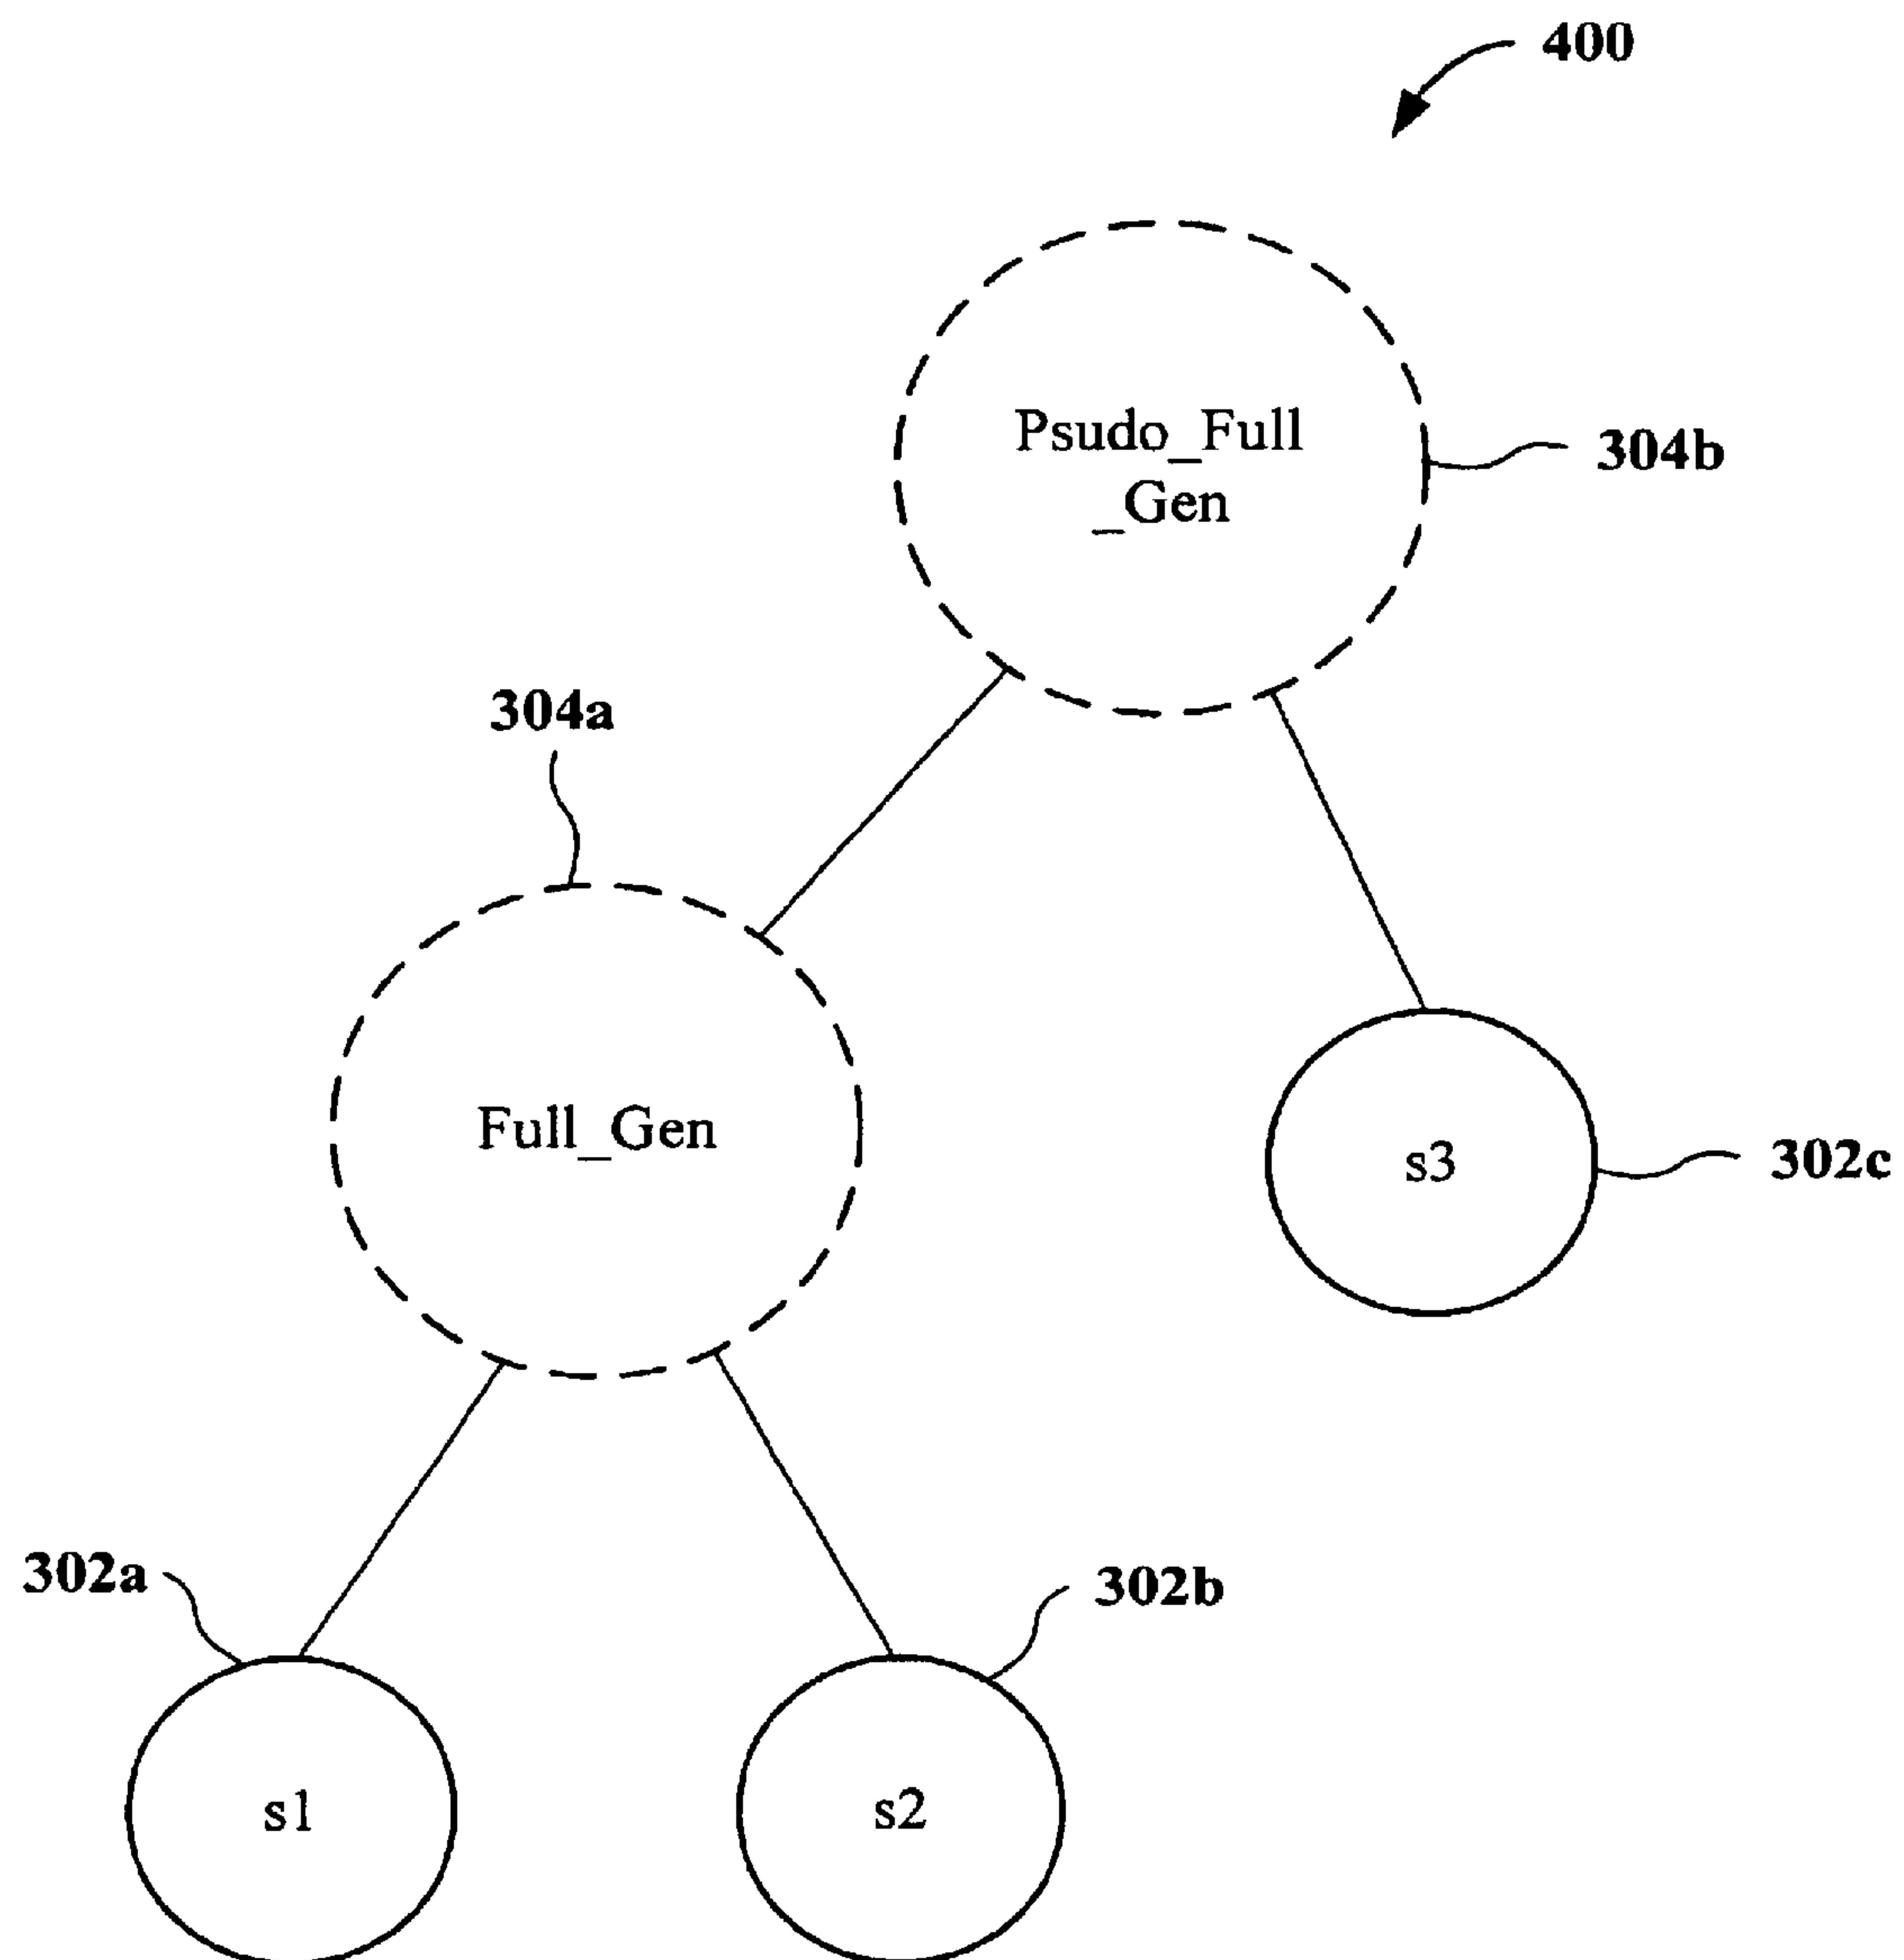 400
Psudo_Full
_Gen
304b
304a
Full_Gen
s3
302c
302a
302b
s1
s2